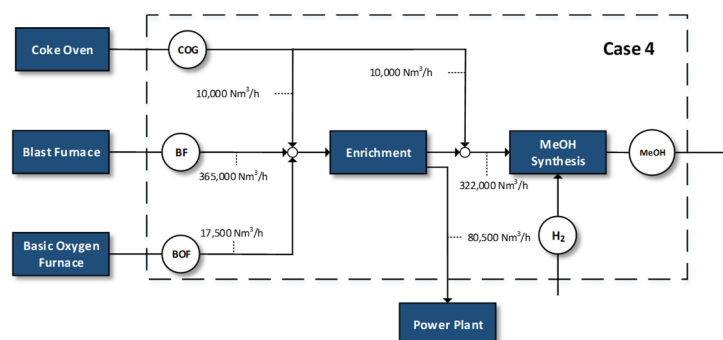 Coke Oven
COG
Case 4
10,000 Nm³/h
10,000 Nm³/h
Blast Furnace
BF
Enrichment
MeOH
Synthesis
MeOH
365,000 Nm³/h
322,000 Nm³/h
17,500 Nm³/h
Basic Oxygen
Furnace
BOF
80,500 Nm³/h
H₂
Power Plant